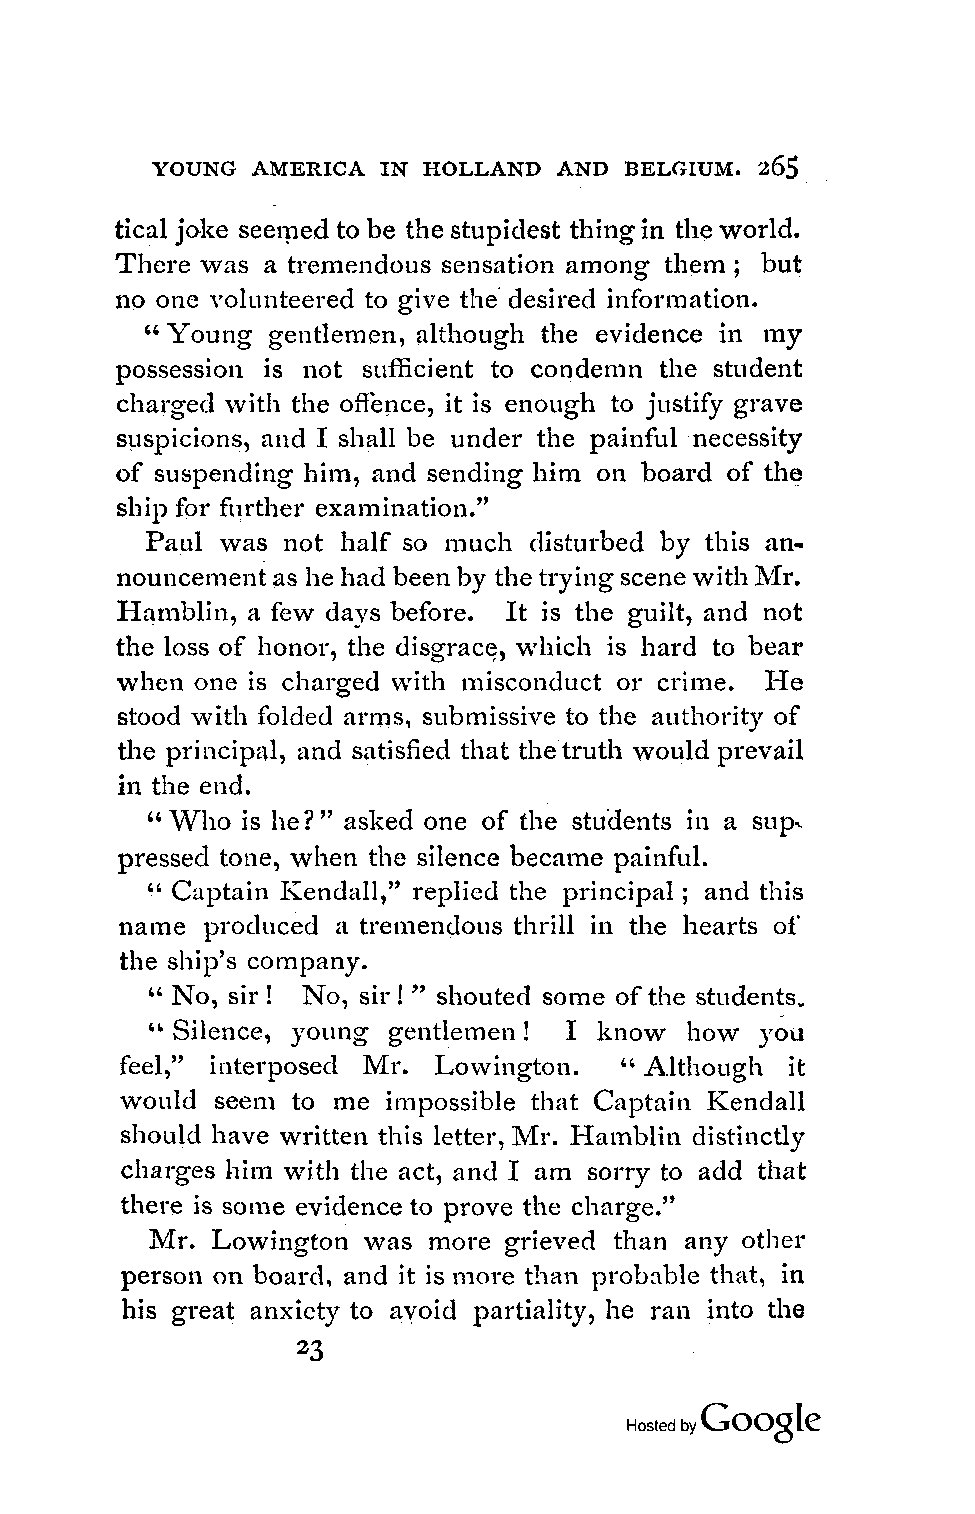 YOUNG AMERICA IN HOLLAND AND BELGIUM. 265
tical joke seemed to be the stupidest thing in the world.
There was a tremendous sensation among them ; but
no one volunteered to give the desired information.
“ Young gentlemen, although the evidence in my
possession is not sufficient to condemn the student
charged with the offence, it is enough to justify grave
suspicions, and I shall be under the painful necessity
of suspending him, and sending him on board of the
ship for further examination.”
Paul was not half so much disturbed by this an-
nouncement as he had been by the trying scene with Mr.
Hamblin, a few days before. It is the guilt, and not
the loss of honor, the disgrace, which is hard to bear
when one is charged with misconduct or crime. He
stood with folded arms, submissive to the authority of
the principal, and satisfied that the truth would prevail
in the end.
“ Who is he? ” asked one of the students in a sup-
pressed tone, when the silence became painful.
“ Captain Kendall,” replied the principal ; and this
name produced a tremendous thrill in the hearts of
the ship’s company.
“ No, sir ! No, sir ! ” shouted some of the students.
“ Silence, young gentlemen ! I know how you
feel,” interposed Mr. Lowington. “ Although it
would seem to me impossible that Captain Kendall
should have written this letter, Mr. Hamblin distinctly
charges him with the act, and I am sorry to add that
there is some evidence to prove the charge.”
Mr. Lowington was more grieved than any other
person on board, and it is more than probable that, in
his great anxiety to avoid partiality, he ran into the
23
Hosted by Google